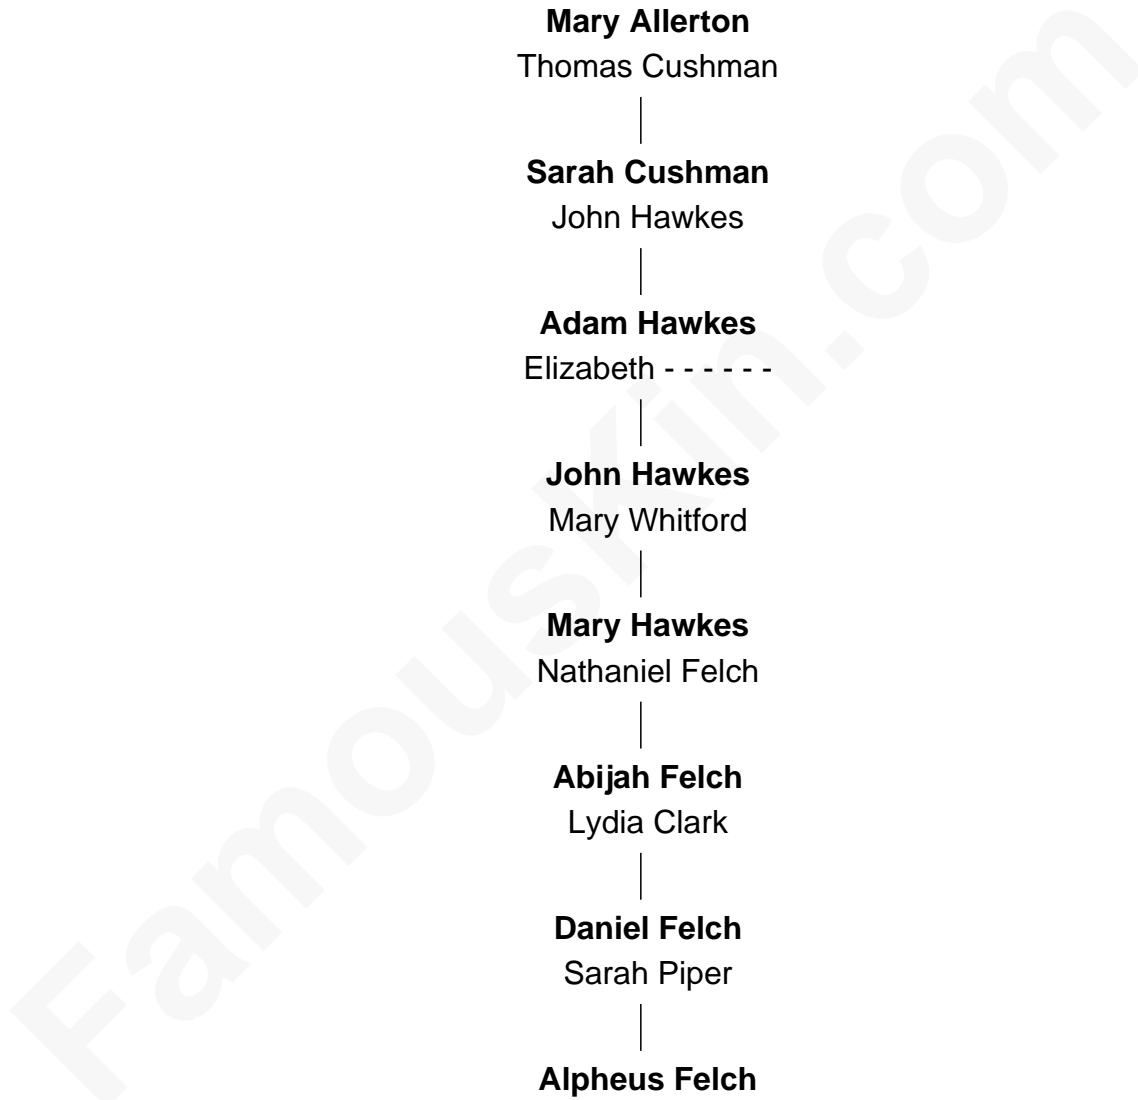 Mary Allerton
Thomas Cushman
Sarah Cushman
John Hawkes
Adam Hawkes
Elizabeth - - - - - -
John Hawkes
Mary Whitford
Mary Hawkes
Nathaniel Felch
Abijah Felch
Lydia Clark
Daniel Felch
Sarah Piper
Alpheus Felch
FamousKin.com